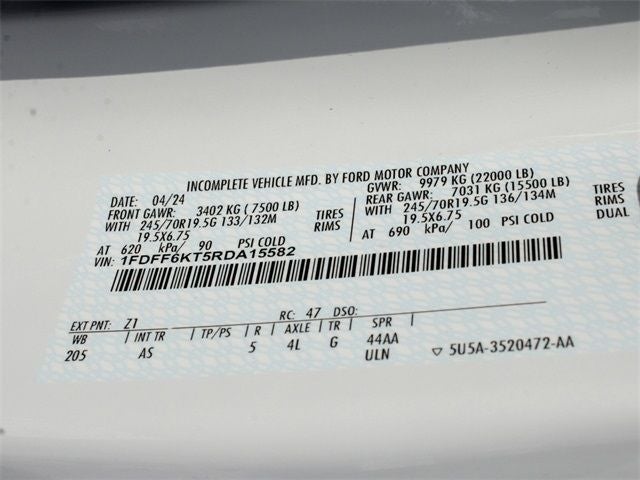 INCOMPLETE VEHICLE MFD. BY FORD MOTOR COMPANY
DATE: 04/24 GVWR: 9979 KG (22000 LB)
FRONT GAWR: 3402 KG (7500 LB) REAR GAWR: 7031 KG (15500 LB)
WITH 245/70R19.5G 133/132M TIRES WITH 245/70R19.5G 136/134M TIRES
19.5X6.75 RIMS 19.5X6.75 RIMS
AT 620 kPa/ 90 PSI COLD AT 690 kPa/ 100 PSI COLD DUAL
VIN: 1FDFF6KT5RDA15582
EXT PNT: Z1 RC: 47 DSO:
WB INT TR TP/PS R AXLE TR SPR
205 AS 5 4L G 44AA
ULN 5U5A-3520472-AA